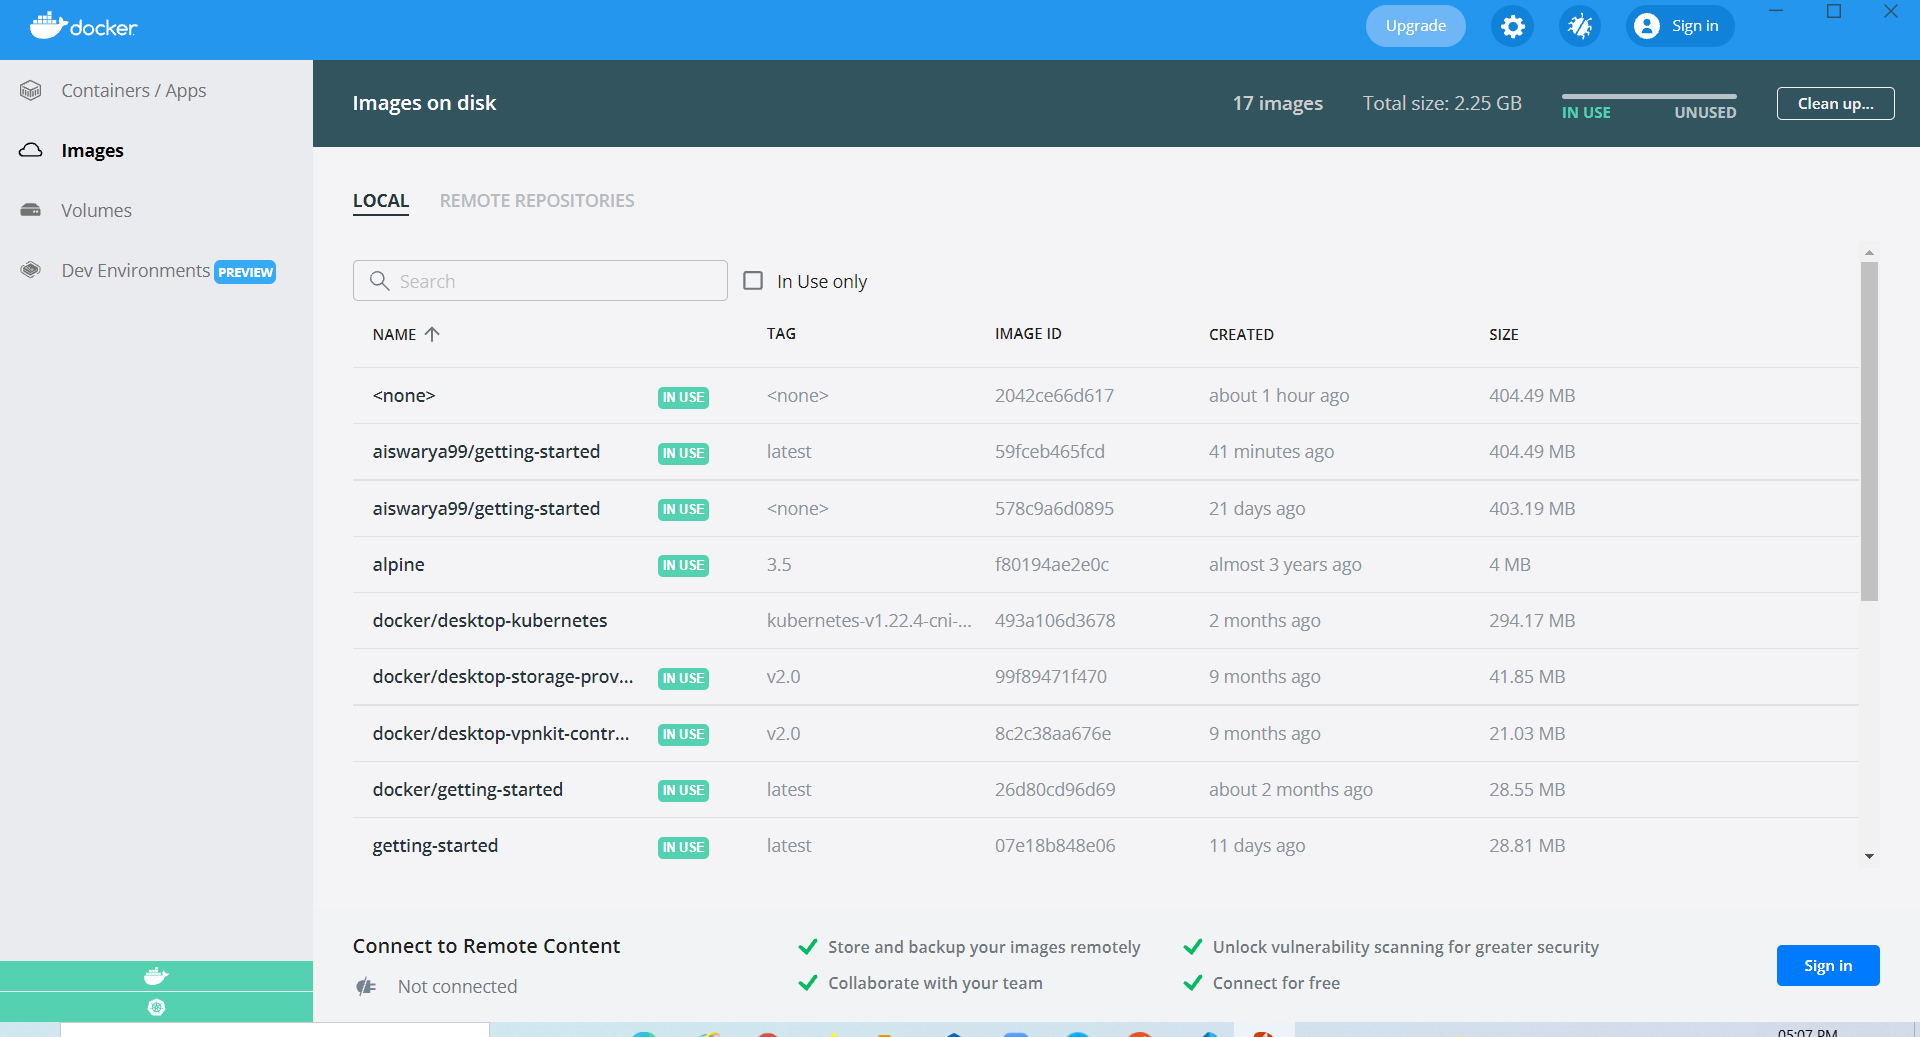 docker
Upgrade
Sign in
Containers / Apps
Images
Volumes
Dev Environments PREVIEW
Images on disk
17 images
Total size: 2.25 GB
IN USE
UNUSED
Clean up...
LOCAL
REMOTE REPOSITORIES
Search
In Use only
NAME TAG IMAGE ID CREATED SIZE
<none> IN USE <none> 2042ce66d617 about 1 hour ago 404.49 MB
aiswarya99/getting-started IN USE latest 59fceb465fcd 41 minutes ago 404.49 MB
aiswarya99/getting-started IN USE <none> 578c9a6d0895 21 days ago 403.19 MB
alpine IN USE 3.5 f80194ae2e0c almost 3 years ago 4 MB
docker/desktop-kubernetes kubernetes-v1.22.4-cni-... 493a106d3678 2 months ago 294.17 MB
docker/desktop-storage-prov... IN USE v2.0 99f89471f470 9 months ago 41.85 MB
docker/desktop-vpnkit-contr... IN USE v2.0 8c2c38aa676e 9 months ago 21.03 MB
docker/getting-started IN USE latest 26d80cd96d69 about 2 months ago 28.55 MB
getting-started IN USE latest 07e18b848e06 11 days ago 28.81 MB
Connect to Remote Content
Not connected
Store and backup your images remotely
Collaborate with your team
Unlock vulnerability scanning for greater security
Connect for free
Sign in
05:07 PM